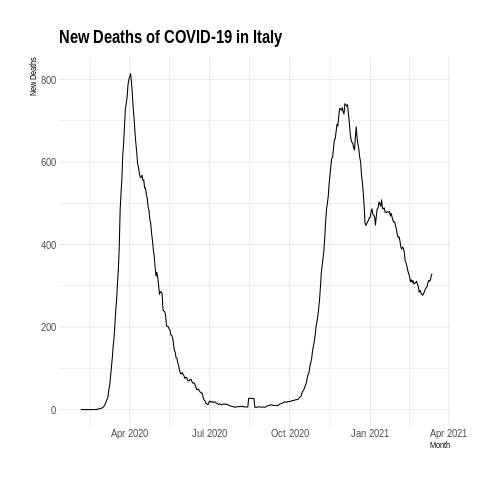 New Deaths of COVID-19 in Italy
New Deaths
800
600
400
200
0
Apr 2020 Jul 2020 Oct 2020 Jan 2021 Apr 2021
Month